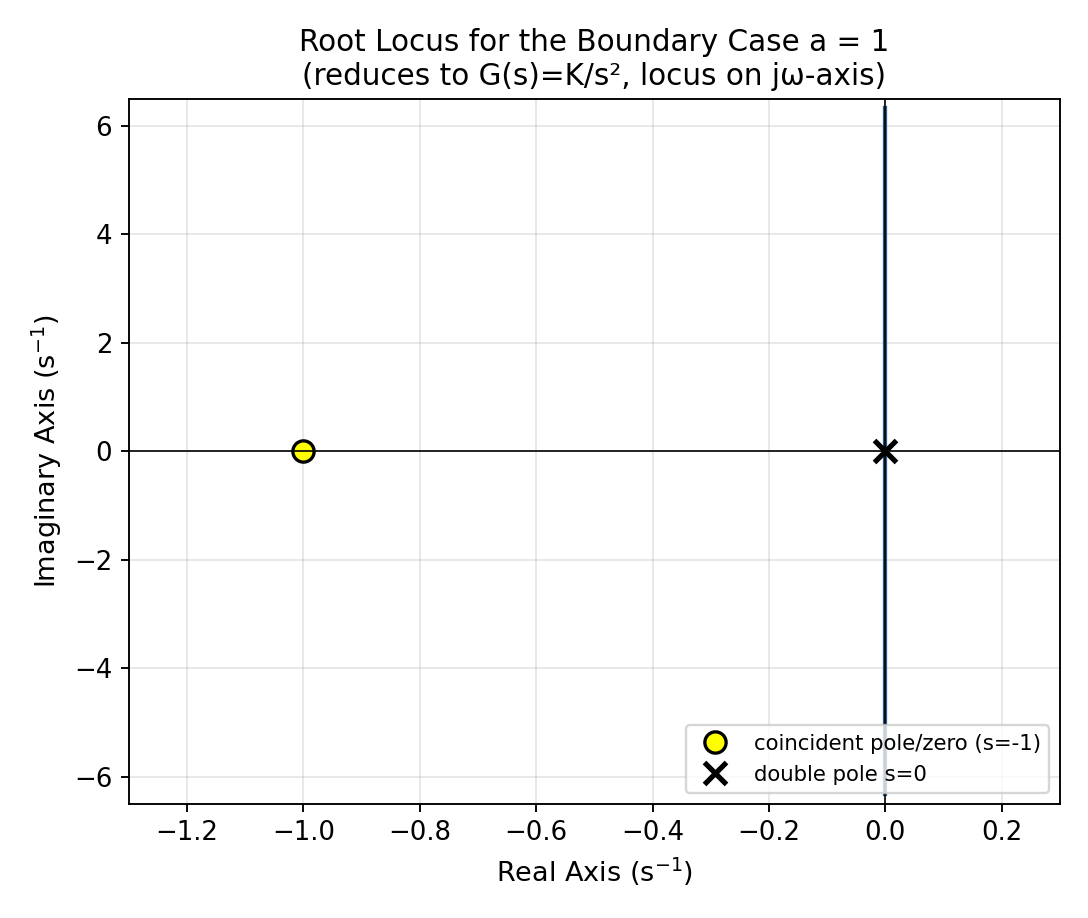 Root Locus for the Boundary Case a = 1
(reduces to G(s)=K/s², locus on jω-axis)
6
4
2
0
−2
−4
−6
Imaginary Axis (s⁻¹)
coincident pole/zero (s=-1)
double pole s=0
−1.2 −1.0 −0.8 −0.6 −0.4 −0.2 0.0 0.2
Real Axis (s⁻¹)